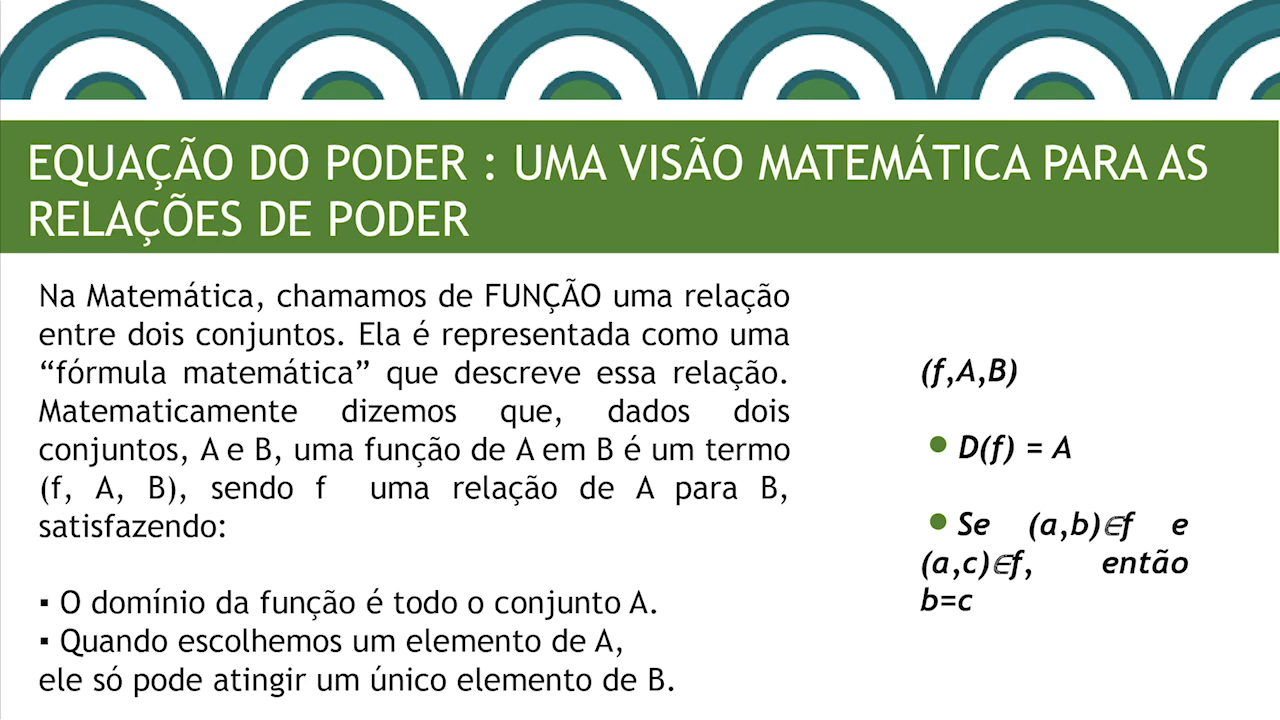 EQUAÇÃO DO PODER : UMA VISÃO MATEMÁTICA PARA AS
RELAÇÕES DE PODER
Na Matemática, chamamos de FUNÇÃO uma relação
entre dois conjuntos. Ela é representada como uma
“fórmula matemática” que descreve essa relação.
Matematicamente dizemos que, dados dois
conjuntos, A e B, uma função de A em B é um termo
(f, A, B), sendo f uma relação de A para B,
satisfazendo:
▪ O domínio da função é todo o conjunto A.
▪ Quando escolhemos um elemento de A,
ele só pode atingir um único elemento de B.
(f,A,B)
● D(f) = A
● Se (a,b)∈f e
(a,c)∈f, então
b=c